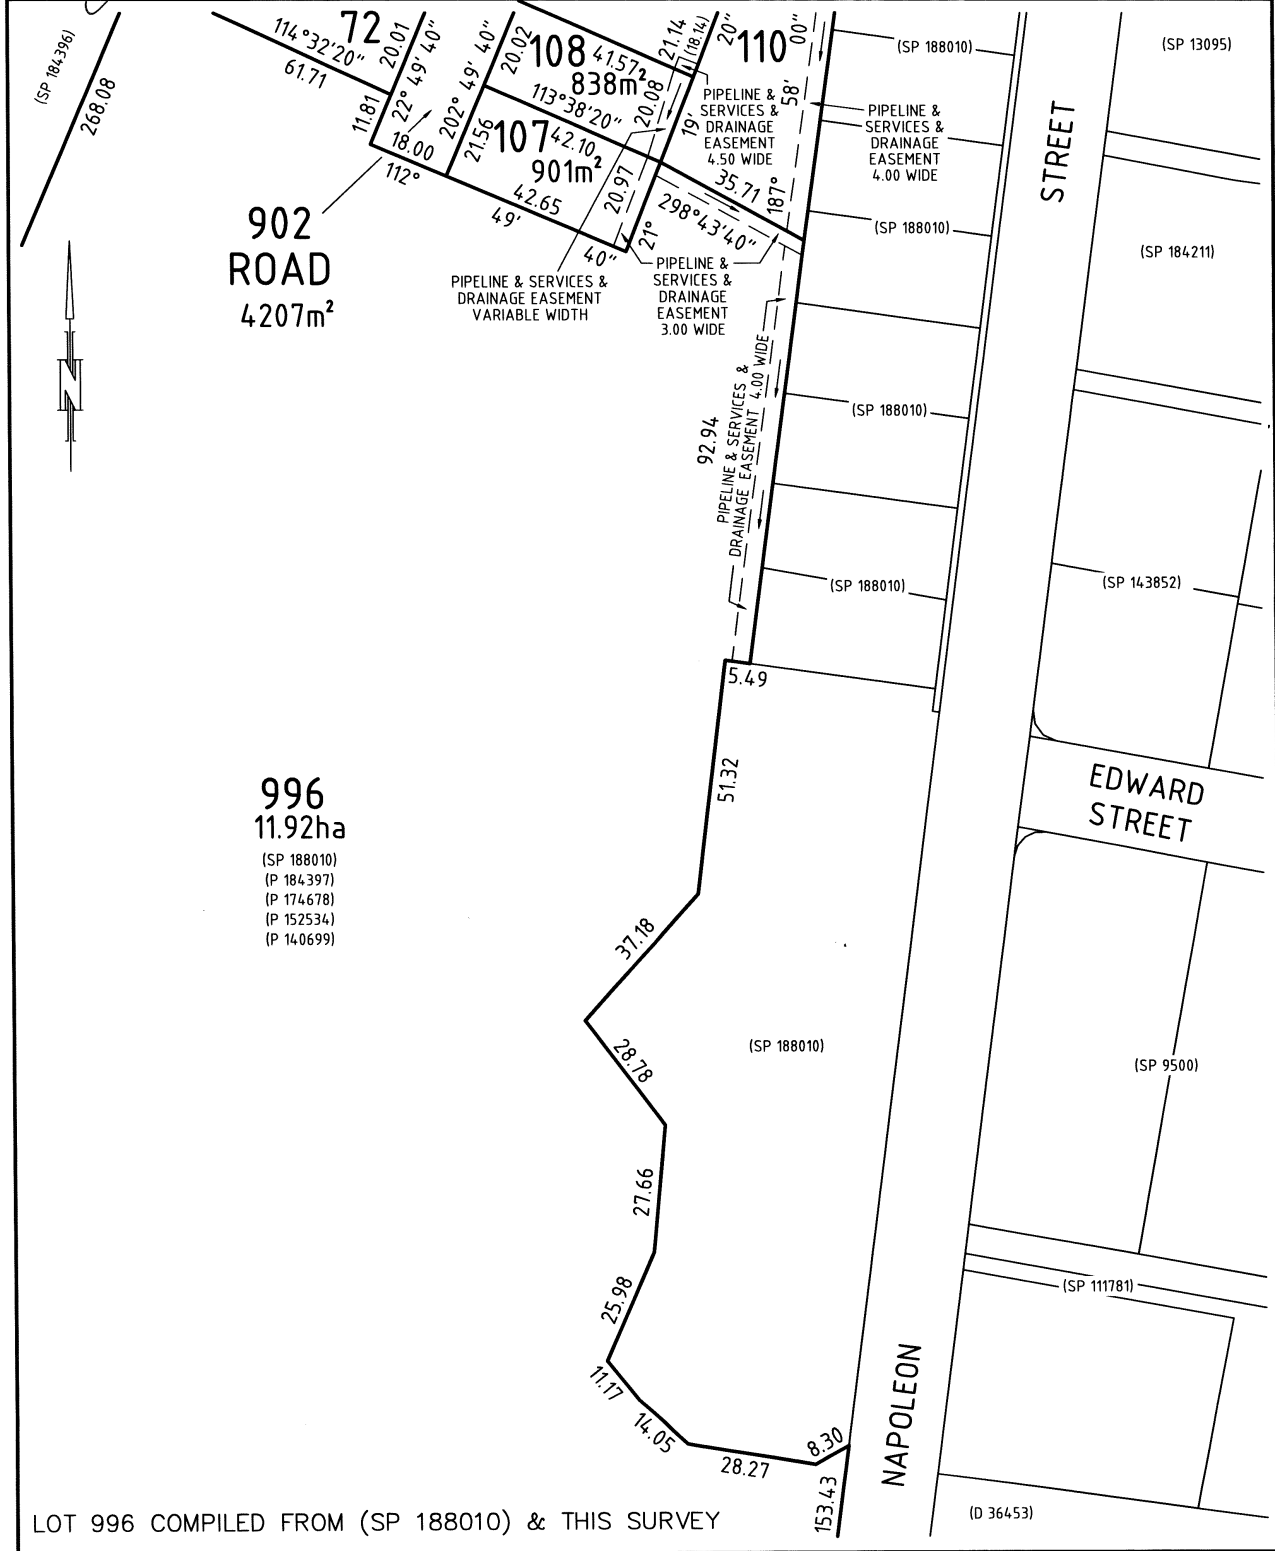 (SP 184396)
268.08
72
114°32'20"
61.71
20.01
11.81
22° 49' 40"
18.00
112°
49'
40"
202° 49' 40"
20.02
21.56
108
41.57
838m²
113°38'20"
107
42.10
901m²
42.65
20.97
20.08
21.14
(18.14)
21°
19'
20"
110
PIPELINE &
SERVICES &
DRAINAGE
EASEMENT
4.50 WIDE
35.71
298°43'40"
187°
58'
00"
PIPELINE &
SERVICES &
DRAINAGE
EASEMENT
4.00 WIDE
902
ROAD
4207m²
N
PIPELINE & SERVICES &
DRAINAGE EASEMENT
VARIABLE WIDTH
PIPELINE &
SERVICES &
DRAINAGE
EASEMENT
3.00 WIDE
92.94
PIPELINE & SERVICES &
DRAINAGE EASEMENT 4.00 WIDE
(SP 188010)
(SP 188010)
(SP 188010)
(SP 188010)
STREET
(SP 13095)
(SP 184211)
(SP 143852)
5.49
51.32
EDWARD
STREET
996
11.92ha
(SP 188010)
(P 184397)
(P 174678)
(P 152534)
(P 140699)
37.18
28.78
(SP 188010)
(SP 9500)
27.66
25.98
(SP 111781)
11.17
14.05
28.27
8.30
153.43
NAPOLEON
(D 36453)
LOT 996 COMPILED FROM (SP 188010) & THIS SURVEY